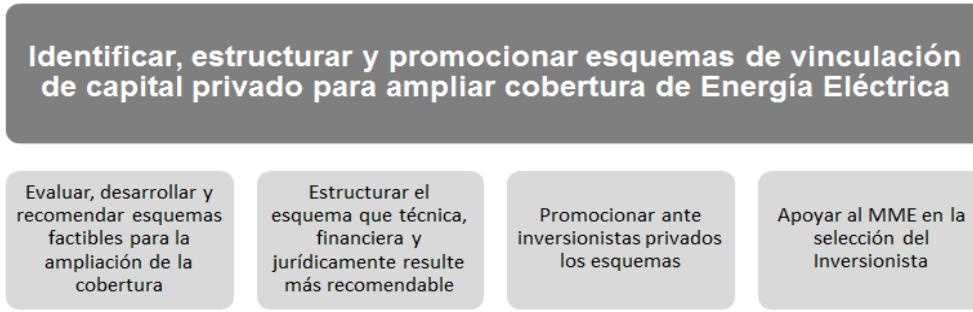 Identificar, estructurar y promocionar esquemas de vinculación
de capital privado para ampliar cobertura de Energía Eléctrica
Evaluar, desarrollar y
recomendar esquemas
factibles para la
ampliación de la
cobertura
Estructurar el
esquema que técnica,
financiera y
jurídicamente resulte
más recomendable
Promocionar ante
inversionistas privados
los esquemas
Apoyar al MME en la
selección del
Inversionista